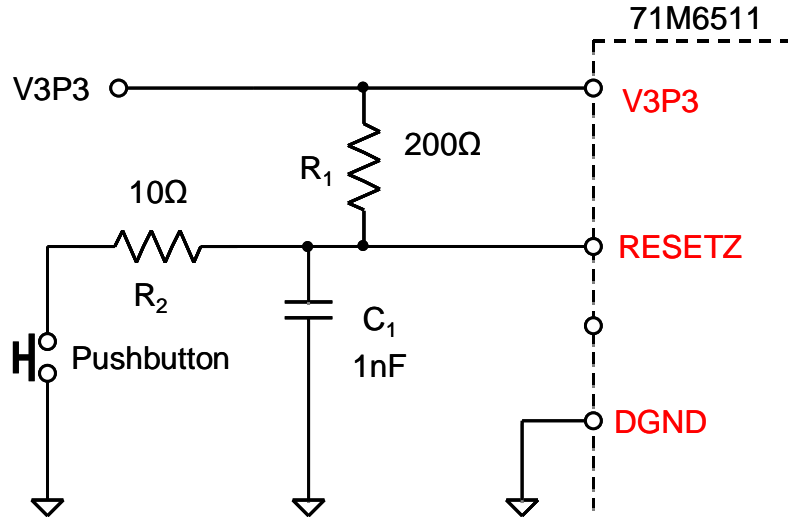 71M6511
V3P3
V3P3
200Ω
R1
10Ω
RESETZ
R2
C1
Pushbutton
1nF
DGND